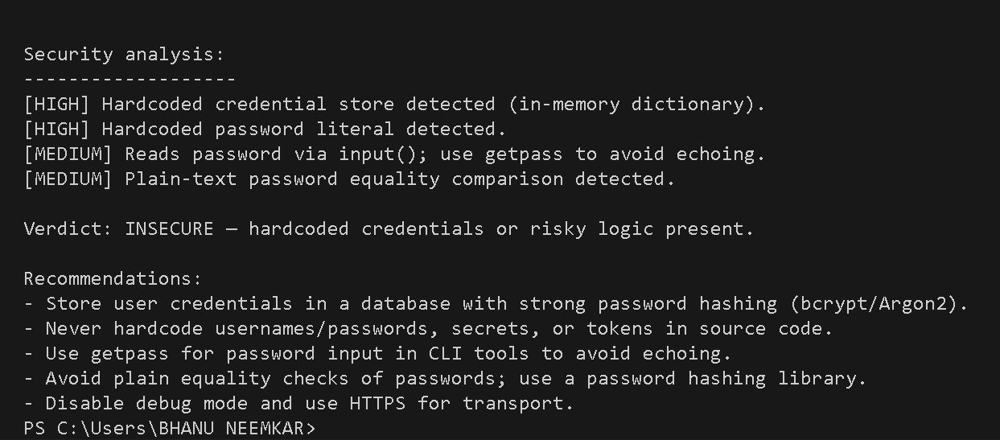 Security analysis:
-------------------
[HIGH] Hardcoded credential store detected (in-memory dictionary).
[HIGH] Hardcoded password literal detected.
[MEDIUM] Reads password via input(); use getpass to avoid echoing.
[MEDIUM] Plain-text password equality comparison detected.
Verdict: INSECURE — hardcoded credentials or risky logic present.
Recommendations:
- Store user credentials in a database with strong password hashing (bcrypt/Argon2).
- Never hardcode usernames/passwords, secrets, or tokens in source code.
- Use getpass for password input in CLI tools to avoid echoing.
- Avoid plain equality checks of passwords; use a password hashing library.
- Disable debug mode and use HTTPS for transport.
PS C:\Users\BHANU NEEMKAR>